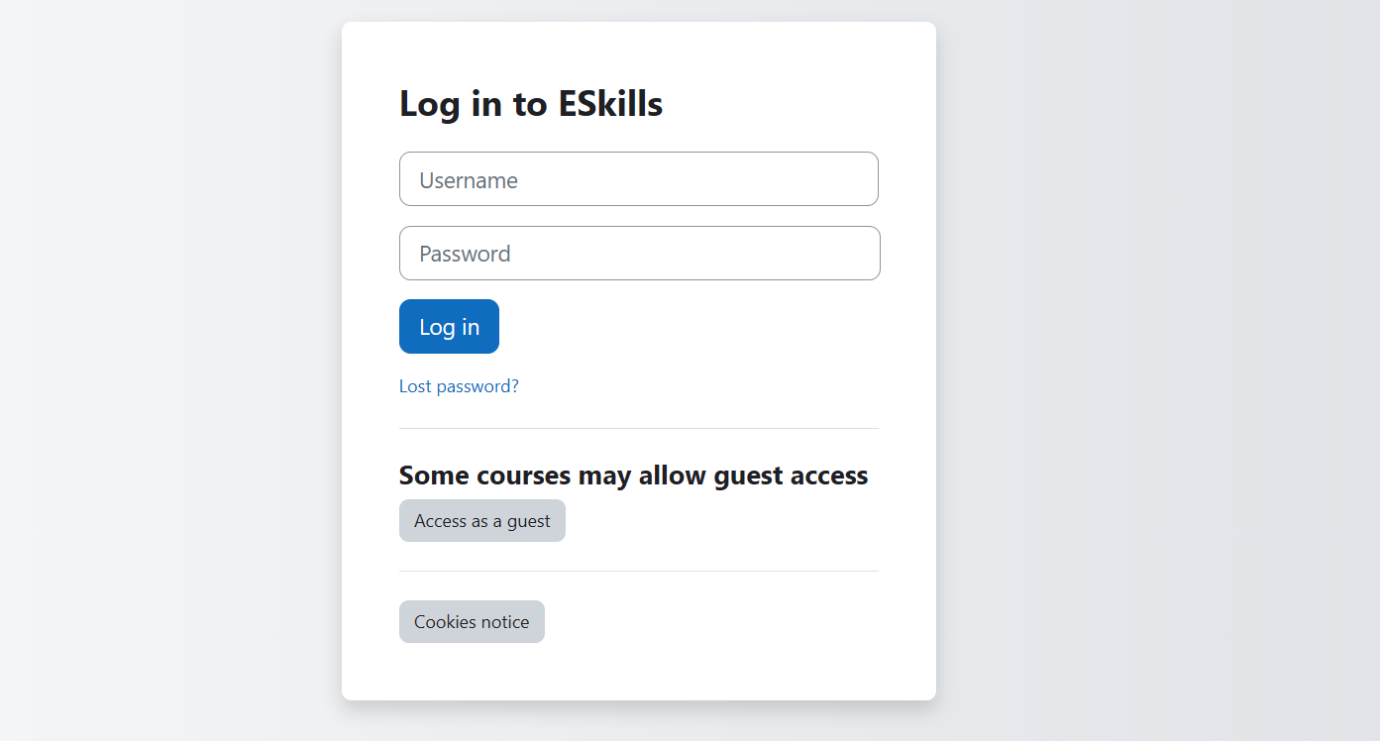 Log in to ESkills
Username
Password
Log in
Lost password?
Some courses may allow guest access
Access as a guest
Cookies notice